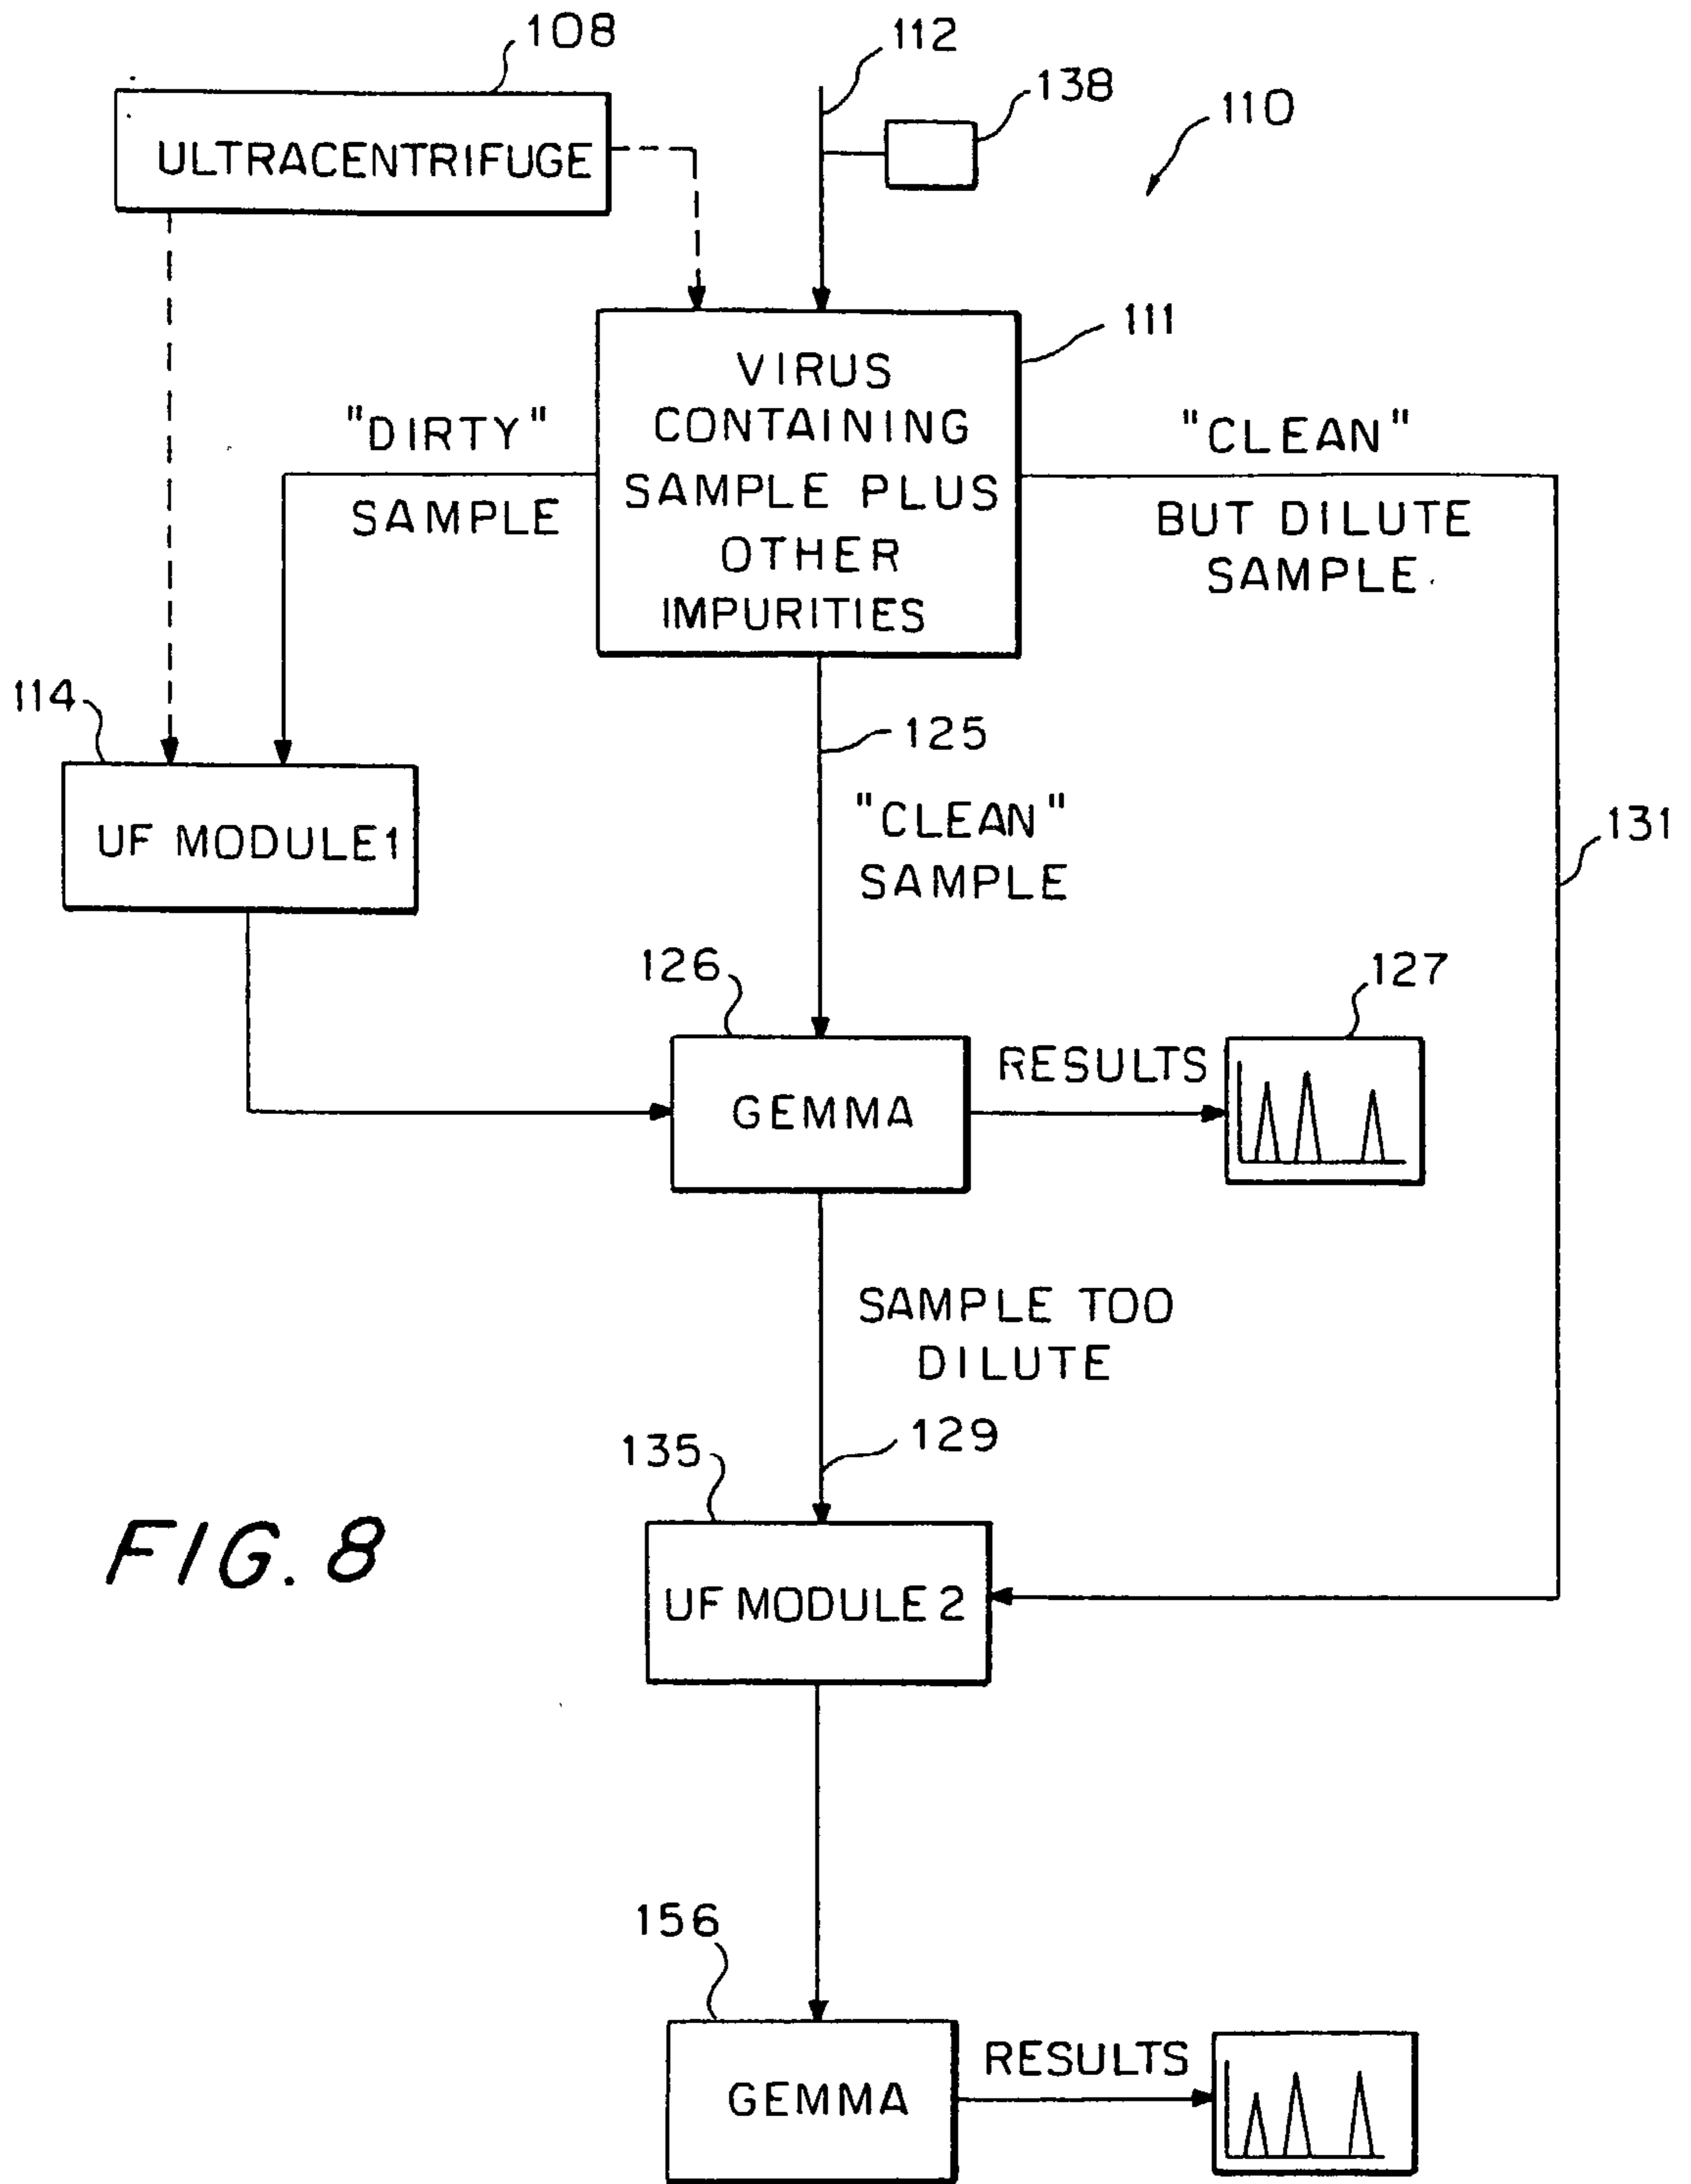 108
112
138
110
ULTRACENTRIFUGE
111
VIRUS
CONTAINING
SAMPLE PLUS
OTHER
IMPURITIES
"DIRTY"
SAMPLE
"CLEAN"
BUT DILUTE
SAMPLE
114
125
UF MODULE 1
"CLEAN"
SAMPLE
131
126
127
GEMMA
RESULTS
SAMPLE TOO
DILUTE
129
135
FIG. 8
UF MODULE 2
156
GEMMA
RESULTS